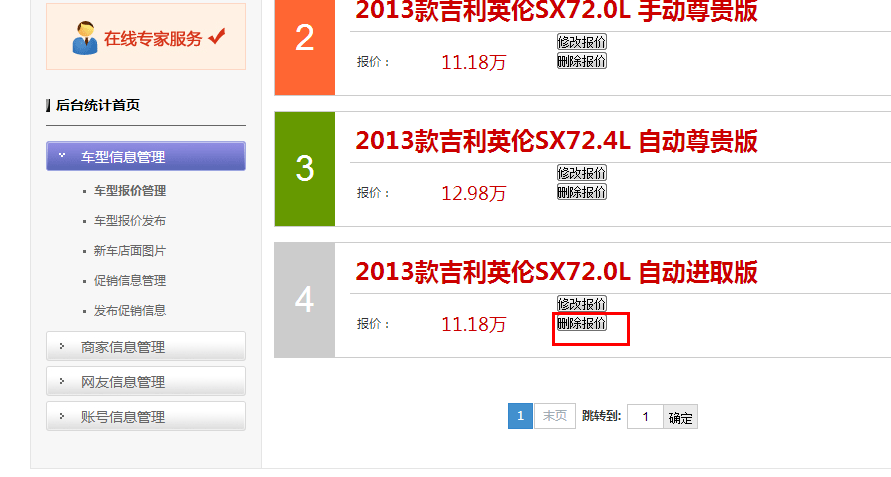 在线专家服务
后台统计首页
车型信息管理
车型报价管理
车型报价发布
新车店面图片
促销信息管理
发布促销信息
商家信息管理
网友信息管理
账号信息管理
2
2013款吉利英伦SX72.0L 手动尊贵版
报价： 11.18万
修改报价
删除报价
3
2013款吉利英伦SX72.4L 自动尊贵版
报价： 12.98万
修改报价
删除报价
4
2013款吉利英伦SX72.0L 自动进取版
报价： 11.18万
修改报价
删除报价
1 末页 跳转到: 1 确定